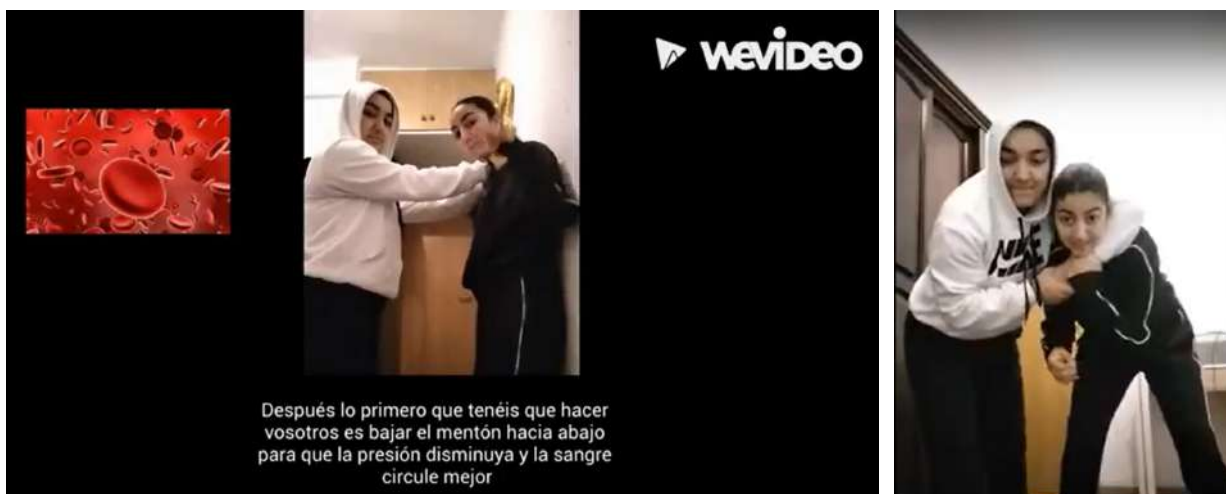 wevideo
Después lo primero que tenéis que hacer
vosotros es bajar el mentón hacia abajo
para que la presión disminuya y la sangre
circule mejor
NIKE